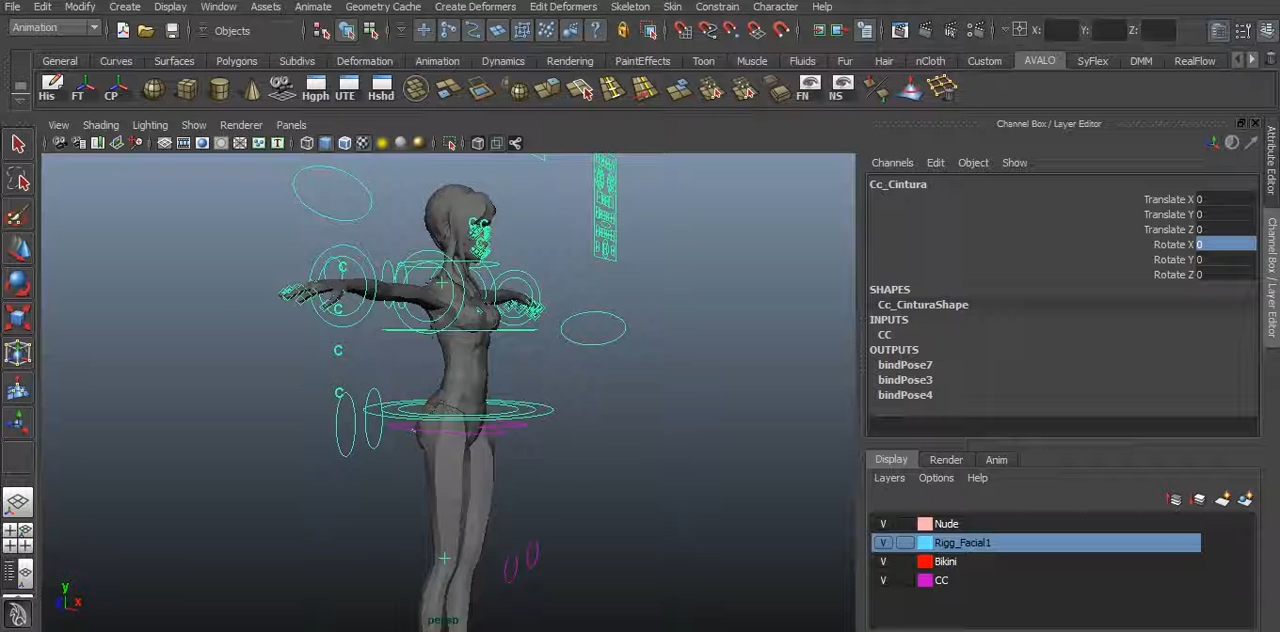 File Edit Modify Create Display Window Assets Animate Geometry Cache Create Deformers Edit Deformers Skeleton Skin Constrain Character Help
Animation Objects X: Y: Z:
General Curves Surfaces Polygons Subdivs Deformation Animation Dynamics Rendering PaintEffects Toon Muscle Fluids Fur Hair nCloth Custom AVALO SyFlex DMM RealFlow
His FT CP Hgph UTE Hshd FN NS
View Shading Lighting Show Renderer Panels
Channel Box / Layer Editor
Channels Edit Object Show
Cc_Cintura
Translate X 0
Translate Y 0
Translate Z 0
Rotate X 0
Rotate Y 0
Rotate Z 0
SHAPES
Cc_CinturaShape
INPUTS
CC
OUTPUTS
bindPose7
bindPose3
bindPose4
Display Render Anim
Layers Options Help
V Nude
V Rigg_Facial1
V Bikini
V CC
Attribute Editor
Channel Box / Layer Editor
C
C
C
C
y
x
persp